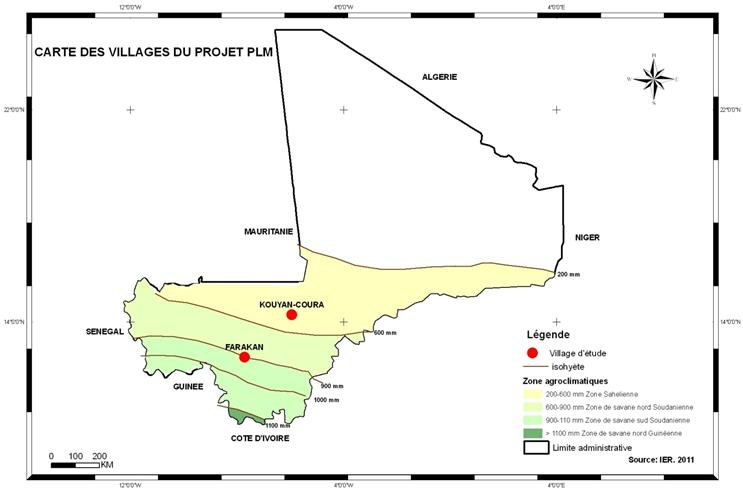 12°0'0"W 4°0'0"W 4°0'0"E
CARTE DES VILLAGES DU PROJET PLM
ALGERIE
N
W E
S
22°0'0"N 22°0'0"N
MAURITANIE
NIGER
200 mm
KOUYAN-COURA
14°0'0"N 14°0'0"N
SENEGAL
600 mm
FARAKAN
GUINEE
900 mm
1000 mm
1100 mm
COTE D'IVOIRE
Légende
Village d'étude
isohyète
Zone agroclimatiques
200-600 mm Zone Sahelienne
600-900 mm Zone de savane nord Soudanienne
900-110 mm Zone de savane sud Soudanienne
> 1100 mm Zone de savane nord Guinéenne
Limite administrative
Source: IER. 2011
0 50 100 200
KM
12°0'0"W 4°0'0"W 4°0'0"E